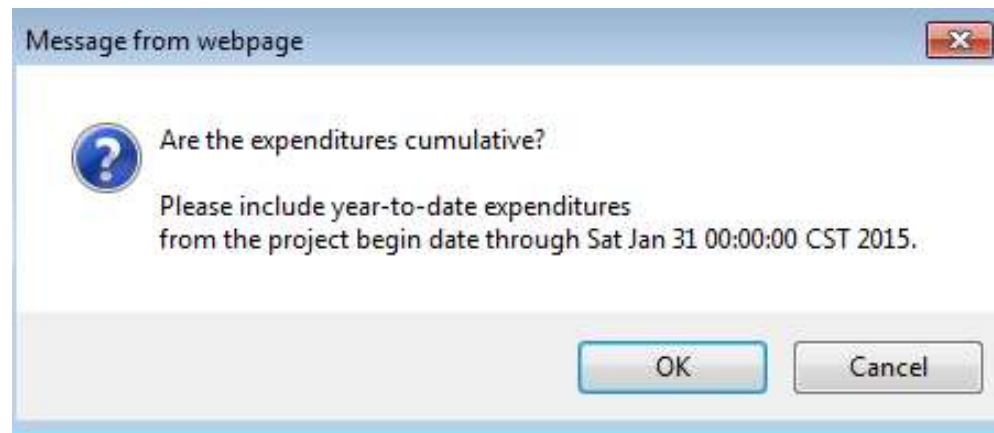 Message from webpage
Are the expenditures cumulative?
Please include year-to-date expenditures
from the project begin date through Sat Jan 31 00:00:00 CST 2015.
OK
Cancel